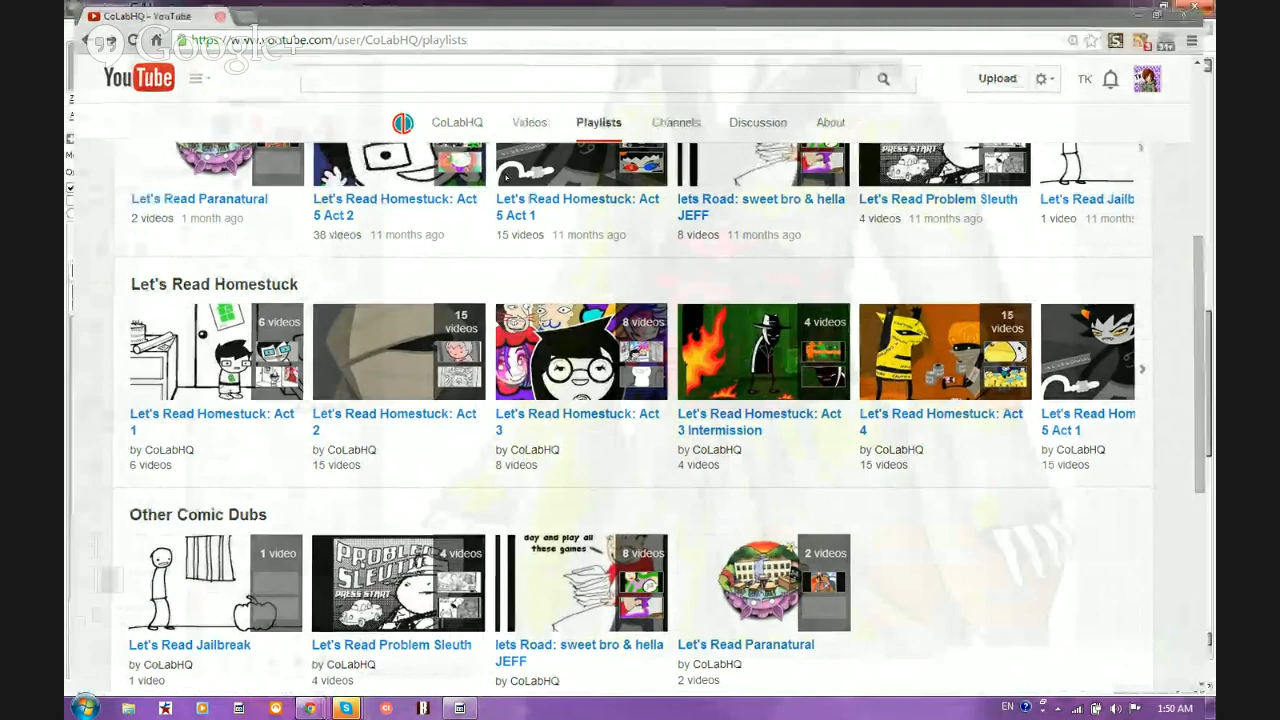 CoLabHQ - YouTube
https://www.youtube.com/user/CoLabHQ/playlists
Google+
YouTube
Upload
TK
CoLabHQ Videos Playlists Channels Discussion About
Let's Read Paranatural
2 videos 1 month ago
Let's Read Homestuck: Act
5 Act 2
38 videos 11 months ago
Let's Read Homestuck: Act
5 Act 1
15 videos 11 months ago
lets Road: sweet bro & hella
JEFF
8 videos 11 months ago
Let's Read Problem Sleuth
4 videos 11 months ago
Let's Read Jailb
1 video 11 months
Let's Read Homestuck
6 videos
15
videos
8 videos
4 videos
15
videos
Let's Read Homestuck: Act
1
by CoLabHQ
6 videos
Let's Read Homestuck: Act
2
by CoLabHQ
15 videos
Let's Read Homestuck: Act
3
by CoLabHQ
8 videos
Let's Read Homestuck: Act
3 Intermission
by CoLabHQ
4 videos
Let's Read Homestuck: Act
4
by CoLabHQ
15 videos
Let's Read Hom
5 Act 1
by CoLabHQ
15 videos
Other Comic Dubs
1 video
PROBLEM
SLEUTH
PRESS START
4 videos
day and play all
these games
8 videos
2 videos
Let's Read Jailbreak
by CoLabHQ
1 video
Let's Read Problem Sleuth
by CoLabHQ
4 videos
lets Road: sweet bro & hella
JEFF
by CoLabHQ
Let's Read Paranatural
by CoLabHQ
2 videos
EN
1:50 AM